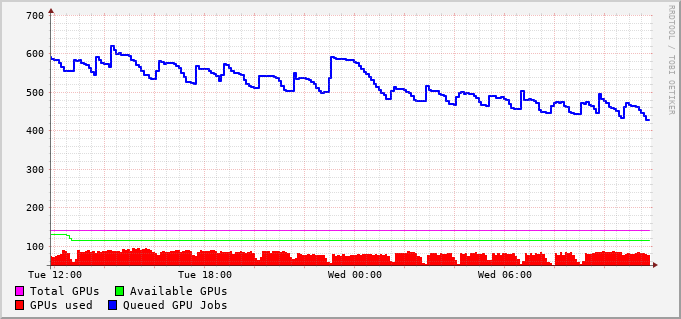 700
600
500
400
300
200
100
Tue 12:00 Tue 18:00 Wed 00:00 Wed 06:00
Total GPUs Available GPUs
GPUs used Queued GPU Jobs
RRDTOOL / TOBI OETIKER